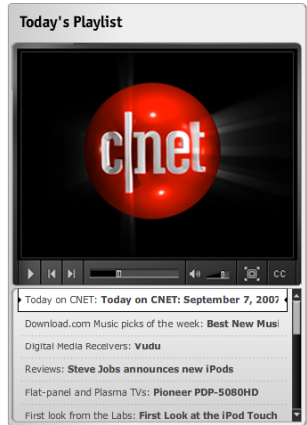 Today's Playlist
c|net
CC
Today on CNET: Today on CNET: September 7, 2007
Download.com Music picks of the week: Best New Musi
Digital Media Receivers: Vudu
Reviews: Steve Jobs announces new iPods
Flat-panel and Plasma TVs: Pioneer PDP-5080HD
First look from the Labs: First Look at the iPod Touch